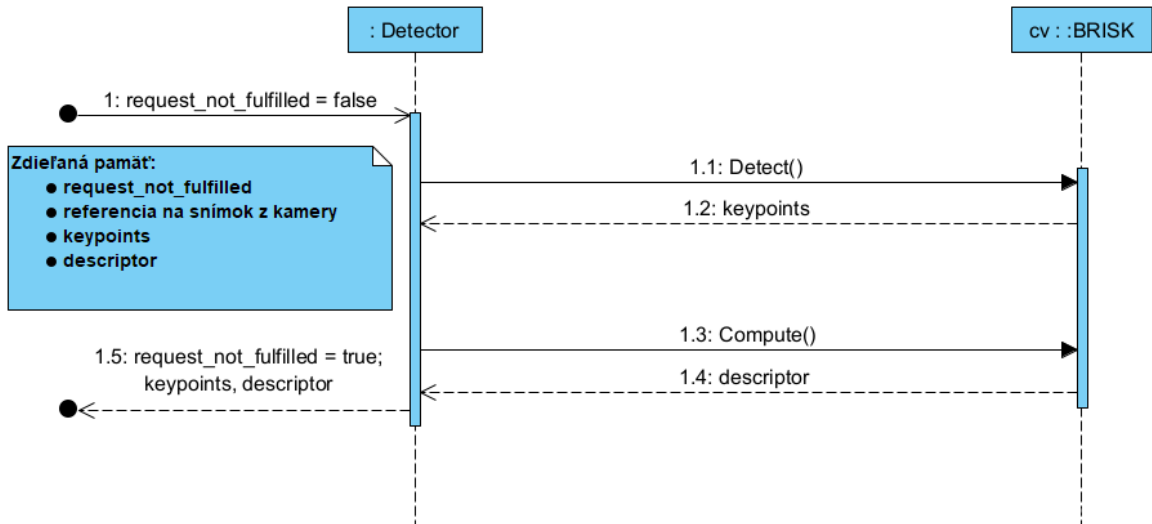 : Detector
cv : :BRISK
1: request_not_fulfilled = false
Zdieľaná pamäť:
● request_not_fulfilled
● referencia na snímok z kamery
● keypoints
● descriptor
1.1: Detect()
1.2: keypoints
1.3: Compute()
1.4: descriptor
1.5: request_not_fulfilled = true;
keypoints, descriptor